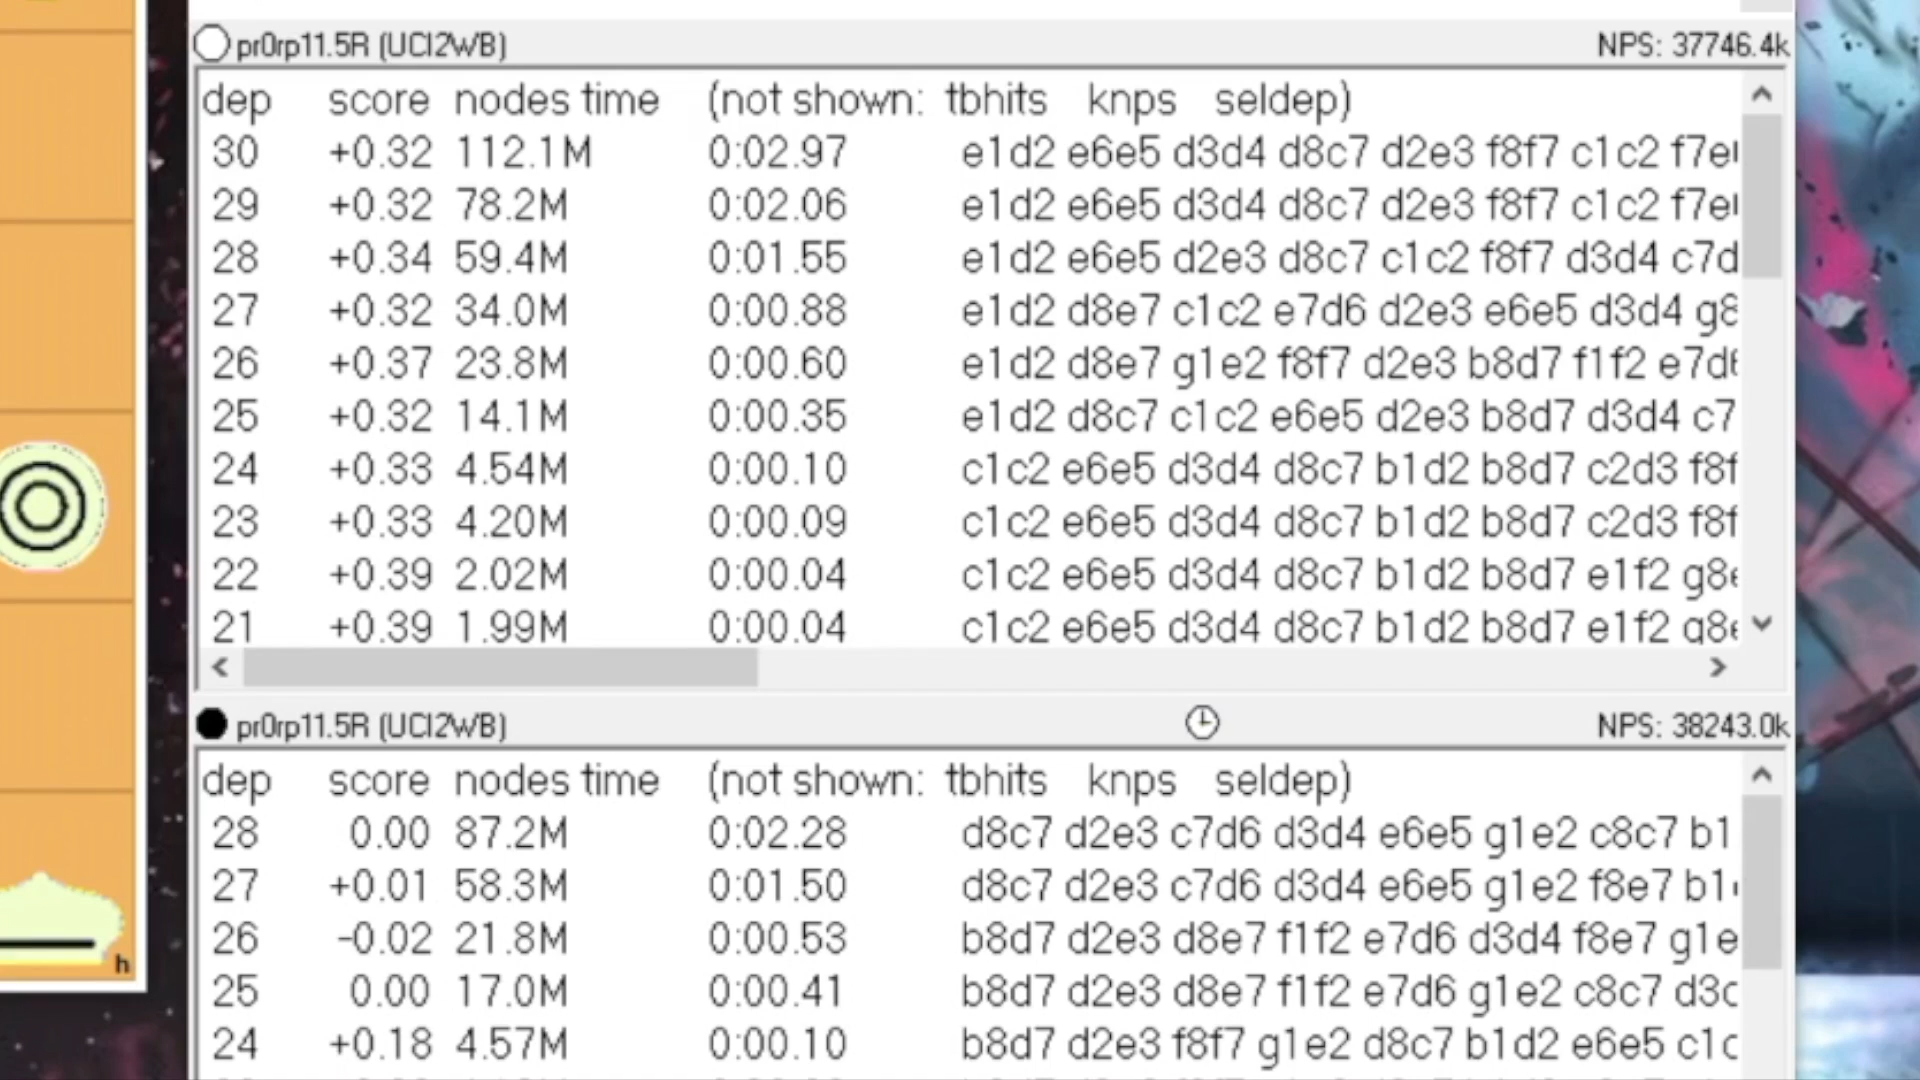 pr0rp11.5R (UCI2WB) NPS: 37746.4k
dep score nodes time (not shown: tbhits knps seldep)
30 +0.32 112.1M 0:02.97 e1d2 e6e5 d3d4 d8c7 d2e3 f8f7 c1c2
29 +0.32 78.2M 0:02.06 e1d2 e6e5 d3d4 d8c7 d2e3 f8f7 c1c2
28 +0.34 59.4M 0:01.55 e1d2 e6e5 d2e3 d8c7 c1c2 f8f7 d3d4 c7d
27 +0.32 34.0M 0:00.88 e1d2 d8e7 c1c2 e7d6 d2e3 e6e5 d3d4 g8
26 +0.37 23.8M 0:00.60 e1d2 d8e7 g1e2 f8f7 d2e3 b8d7 f1f2 e7d6
25 +0.32 14.1M 0:00.35 e1d2 d8c7 c1c2 e6e5 d2e3 b8d7 d3d4 c7
24 +0.33 4.54M 0:00.10 c1c2 e6e5 d3d4 d8c7 b1d2 b8d7 c2d3 f8f
23 +0.33 4.20M 0:00.09 c1c2 e6e5 d3d4 d8c7 b1d2 b8d7 c2d3 f8f
22 +0.39 2.02M 0:00.04 c1c2 e6e5 d3d4 d8c7 b1d2 b8d7 e1f2 g8
21 +0.39 1.99M 0:00.04 c1c2 e6e5 d3d4 d8c7 b1d2 b8d7 e1f2 g8
pr0rp11.5R (UCI2WB) NPS: 38243.0k
dep score nodes time (not shown: tbhits knps seldep)
28 0.00 87.2M 0:02.28 d8c7 d2e3 c7d6 d3d4 e6e5 g1e2 c8c7 b1
27 +0.01 58.3M 0:01.50 d8c7 d2e3 c7d6 d3d4 e6e5 g1e2 f8e7 b1
26 -0.02 21.8M 0:00.53 b8d7 d2e3 d8e7 f1f2 e7d6 d3d4 f8e7 g1e
25 0.00 17.0M 0:00.41 b8d7 d2e3 d8e7 f1f2 e7d6 g1e2 c8c7
24 +0.18 4.57M 0:00.10 b8d7 d2e3 f8f7 g1e2 d8c7 b1d2 e6e5
h